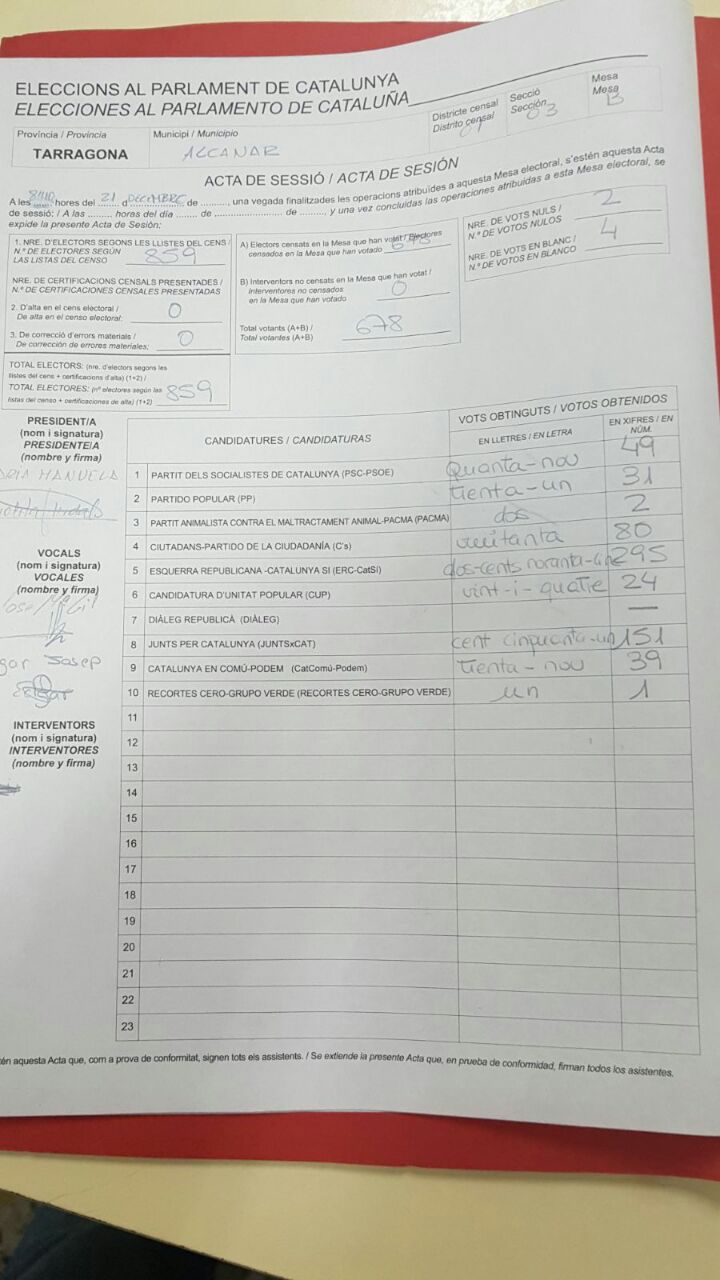 ELECCIONS AL PARLAMENT DE CATALUNYA
ELECCIONES AL PARLAMENTO DE CATALUÑA
Districte censal
Distrito censal
01
Secció
Sección
03
Mesa
Mesa
B
Província / Provincia
TARRAGONA
Municipi / Municipio
ALCANAR
ACTA DE SESSIÓ / ACTA DE SESIÓN
A les hores del 21 d DECEMBRE de ........., una vegada finalitzades les operacions atribuïdes a aquesta Mesa electoral, s'estén aquesta Acta
de sessió: / A las ........ hores del día ....... de ........................ de ........, y una vez concluidas las operaciones atribuidas a esta Mesa electoral, se
expide la presente Acta de Sesión:
1. NRE. D'ELECTORS SEGONS LES LLISTES DEL CENS /
N.º DE ELECTORES SEGÚN
LAS LISTAS DEL CENSO
859
NRE. DE CERTIFICACIONS CENSALS PRESENTADES /
N.º DE CERTIFICACIONES CENSALES PRESENTADAS
2. D'alta en el cens electoral /
De alta en el censo electoral:
0
3. De correcció d'errors materials /
De corrección de errores materiales:
0
TOTAL ELECTORS: (nre. d'electors segons les
llistes del cens + certificacions d'alta) (1+2) /
TOTAL ELECTORES: (nº electores según las
listas del censo + certificaciones de alta) (1+2)
859
A) Electors censats en la Mesa que han votat / Electores
censados en la Mesa que han votado
678
B) Interventors no censats en la Mesa que han votat /
Interventores no censados
en la Mesa que han votado
0
Total votants (A+B) /
Total votantes (A+B)
678
NRE. DE VOTS NULS /
N.º DE VOTOS NULOS
2
NRE. DE VOTS EN BLANC /
N.º DE VOTOS EN BLANCO
4
PRESIDENT/A
(nom i signatura)
PRESIDENTE/A
(nombre y firma)
MANUELA
VOCALS
(nom i signatura)
VOCALES
(nombre y firma)
Josep
INTERVENTORS
(nom i signatura)
INTERVENTORES
(nombre y firma)
CANDIDATURES / CANDIDATURAS
VOTS OBTINGUTS / VOTOS OBTENIDOS
EN LLETRES / EN LETRA
EN XIFRES / EN NÚM.
1 PARTIT DELS SOCIALISTES DE CATALUNYA (PSC-PSOE) Quanta-nou 49
2 PARTIDO POPULAR (PP) trenta-un 31
3 PARTIT ANIMALISTA CONTRA EL MALTRACTAMENT ANIMAL-PACMA (PACMA) dos 2
4 CIUTADANS-PARTIDO DE LA CIUDADANÍA (C's) vuitanta 80
5 ESQUERRA REPUBLICANA -CATALUNYA SI (ERC-CatSí) dos-cents noranta-cinc 295
6 CANDIDATURA D'UNITAT POPULAR (CUP) vint-i-quatre 24
7 DIÀLEG REPUBLICÀ (DIÀLEG) —
8 JUNTS PER CATALUNYA (JUNTSxCAT) cent cinquanta-un 151
9 CATALUNYA EN COMÚ-PODEM (CatComú-Podem) trenta-nou 39
10 RECORTES CERO-GRUPO VERDE (RECORTES CERO-GRUPO VERDE) un 1
11
12
13
14
15
16
17
18
19
20
21
22
23
én aquesta Acta que, com a prova de conformitat, signen tots els assistents. / Se extiende la presente Acta que, en prueba de conformidad, firman todos los asistentes.